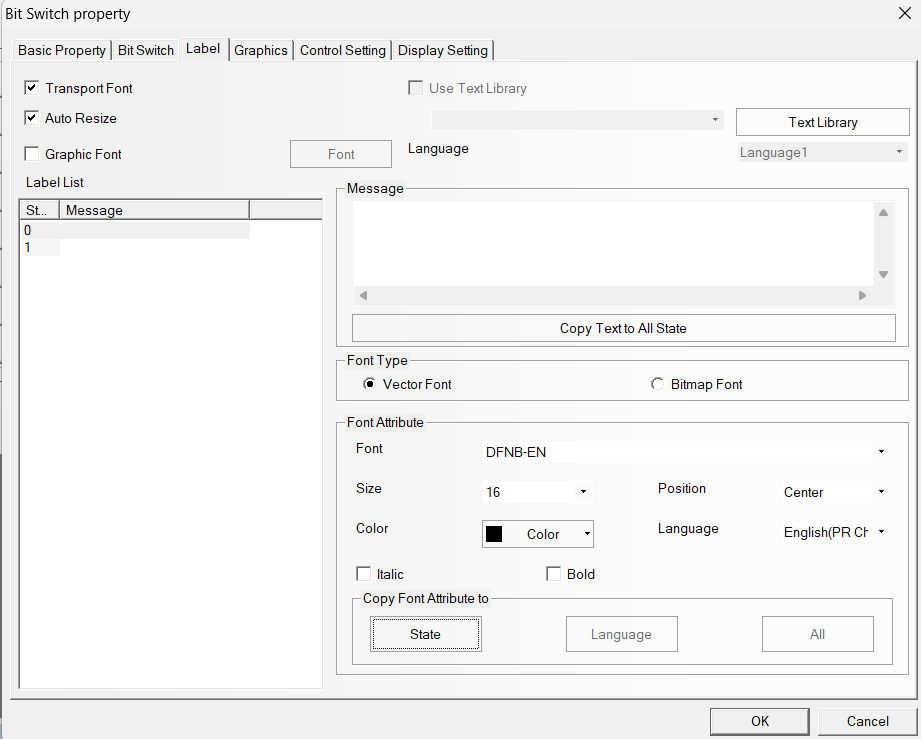 Bit Switch property
Basic Property Bit Switch Label Graphics Control Setting Display Setting
Transport Font
Use Text Library
Auto Resize
Text Library
Graphic Font
Font
Language
Language1
Label List
St... Message
0
1
Message
Copy Text to All State
Font Type
Vector Font
Bitmap Font
Font Attribute
Font
DFNB-EN
Size
16
Position
Center
Color
Color
Language
English(PR Ch
Italic
Bold
Copy Font Attribute to
State
Language
All
OK
Cancel